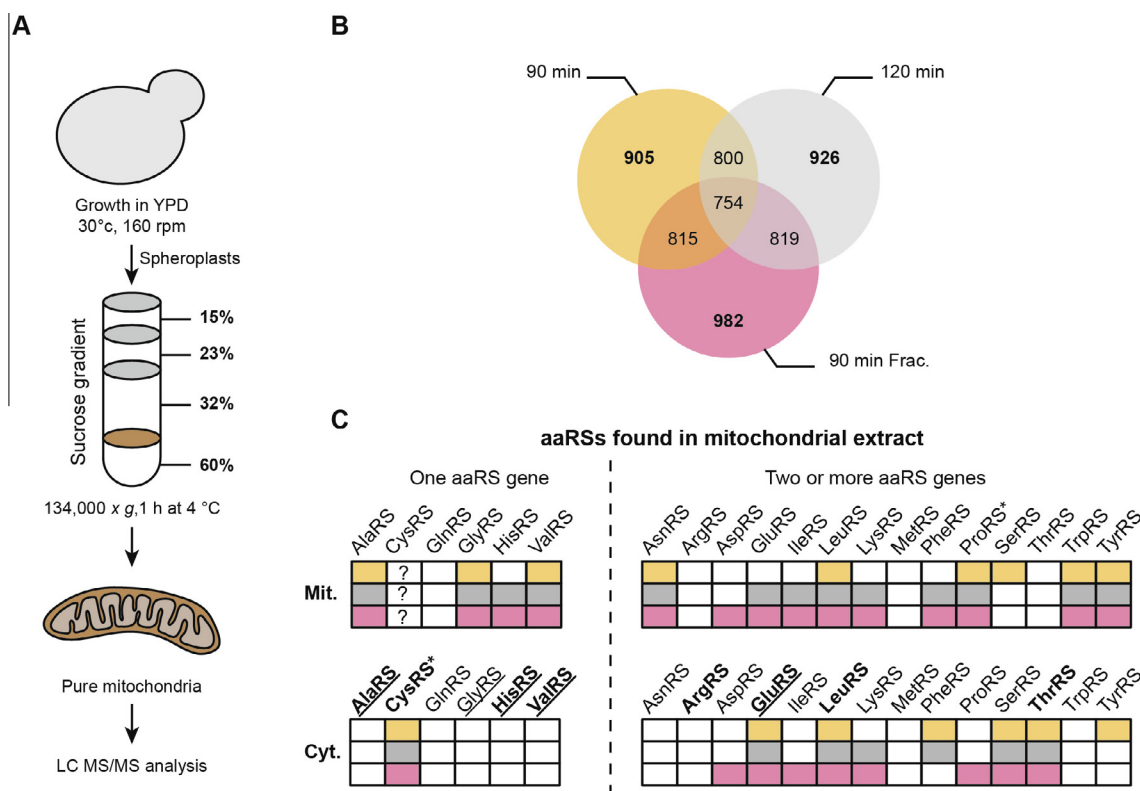 A
Growth in YPD
30°c, 160 rpm
Spheroplasts
Sucrose gradient
15%
23%
32%
60%
134,000 x g,1 h at 4 °C
Pure mitochondria
LC MS/MS analysis
B
90 min
120 min
905
800
926
754
815
819
982
90 min Frac.
C
aaRSs found in mitochondrial extract
One aaRS gene
Two or more aaRS genes
AlaRS CysRS GlnRS GlyRS HisRS ValRS
AsnRS ArgRS AspRS GluRS IleRS LeuRS LysRS MetRS PheRS ProRS* SerRS ThrRS TrpRS TyrRS
Mit.
?
?
?
AlaRS CysRS* GlnRS GlyRS HisRS ValRS
AsnRS ArgRS AspRS GluRS IleRS LeuRS LysRS MetRS PheRS ProRS SerRS ThrRS TrpRS TyrRS
Cyt.